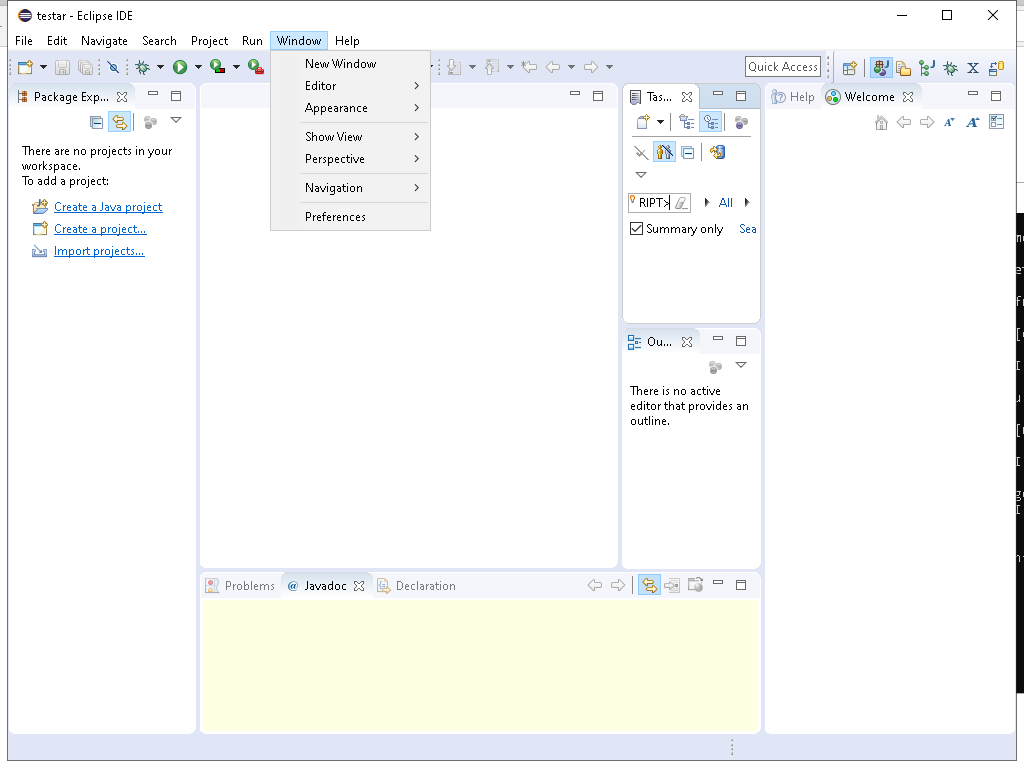 testar - Eclipse IDE
File Edit Navigate Search Project Run Window Help
Quick Access
New Window
Editor
Appearance
Show View
Perspective
Navigation
Preferences
Package Exp...
There are no projects in your
workspace.
To add a project:
Create a Java project
Create a project...
Import projects...
Tas...
RIPT> All
Summary only Sea
Ou...
There is no active
editor that provides an
outline.
Help Welcome
Problems @ Javadoc Declaration